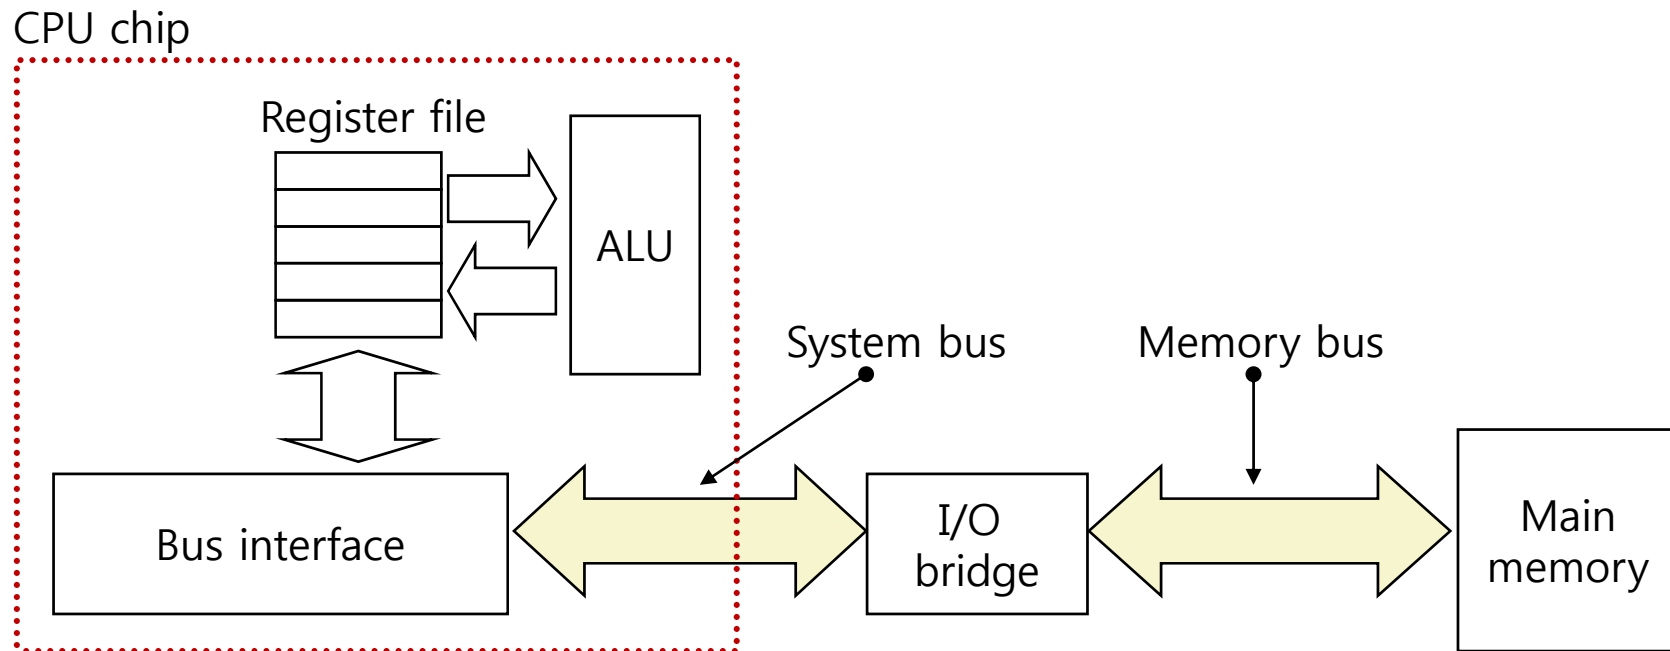 CPU chip
Register file
ALU
System bus
Memory bus
Bus interface
I/O
bridge
Main
memory